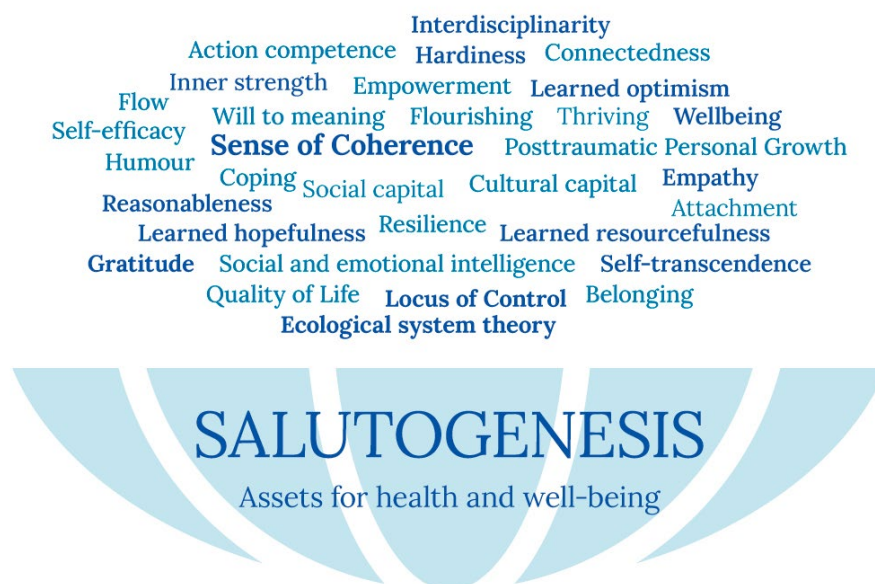 Interdisciplinarity
Action competence Hardiness Connectedness
Inner strength Empowerment Learned optimism
Flow Will to meaning Flourishing Thriving Wellbeing
Self-efficacy Sense of Coherence Posttraumatic Personal Growth
Humour Coping Social capital Cultural capital Empathy
Reasonableness Attachment
Learned hopefulness Resilience Learned resourcefulness
Gratitude Social and emotional intelligence Self-transcendence
Quality of Life Locus of Control Belonging
Ecological system theory
SALUTOGENESIS
Assets for health and well-being